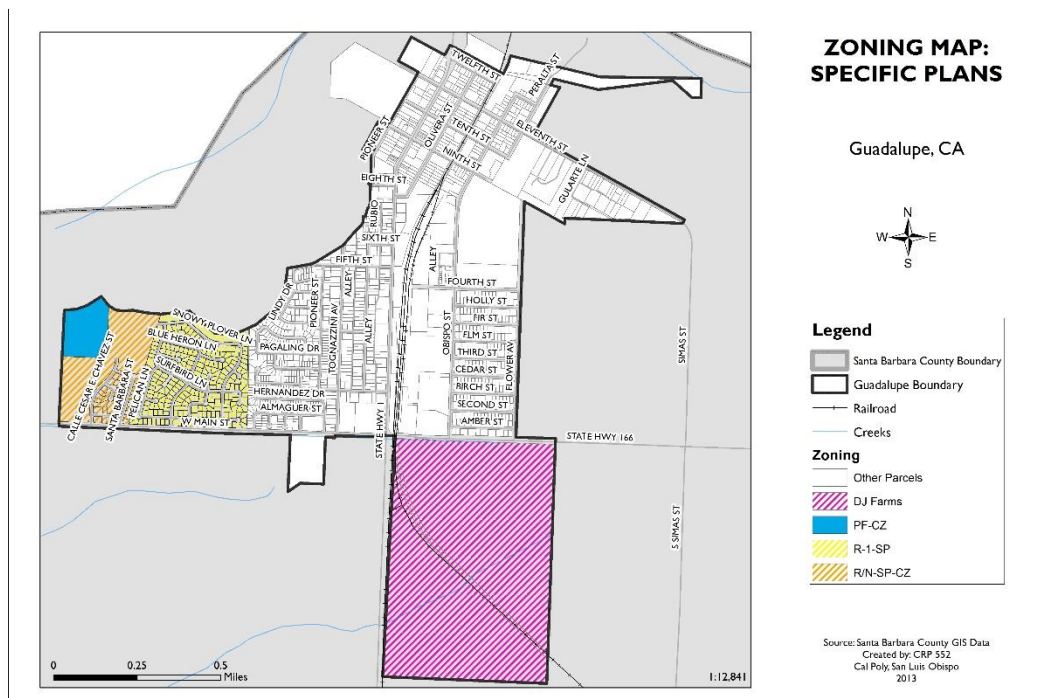 ZONING MAP:
SPECIFIC PLANS
Guadalupe, CA
N
W E
S
Legend
Santa Barbara County Boundary
Guadalupe Boundary
Railroad
Creeks
Zoning
Other Parcels
DJ Farms
PF-CZ
R-1-SP
R/N-SP-CZ
Source: Santa Barbara County GIS Data
Created by: CRP 552
Cal Poly, San Luis Obispo
2013
TWELFTH ST
PERALTA ST
OLIVERA ST
PIONEER ST
TENTH ST
ELEVENTH ST
NINTH ST
GULARTE LN
EIGHTH ST
RUBIO
SIXTH ST
FIFTH ST
ALLEY
ALLEY
FOURTH ST
LINDY DR
PIONEER ST
HOLLY ST
SNOWY PLOVER LN
FIR ST
BLUE HERON LN
TOGNAZZINI AV
ALLEY
OBISPO ST
ELM ST
SIMAS ST
PAGALING DR
THIRD ST
FLOWER AV
SURFBIRD LN
CEDAR ST
CALLE CESAR E. CHAVEZ ST
SANTA BARBARA ST
PELICAN LN
HERNANDEZ DR
BIRCH ST
ALMAGUER ST
SECOND ST
W MAIN ST
AMBER ST
STATE HWY
STATE HWY 166
S SIMAS ST
0 0.25 0.5
Miles
1:12,841